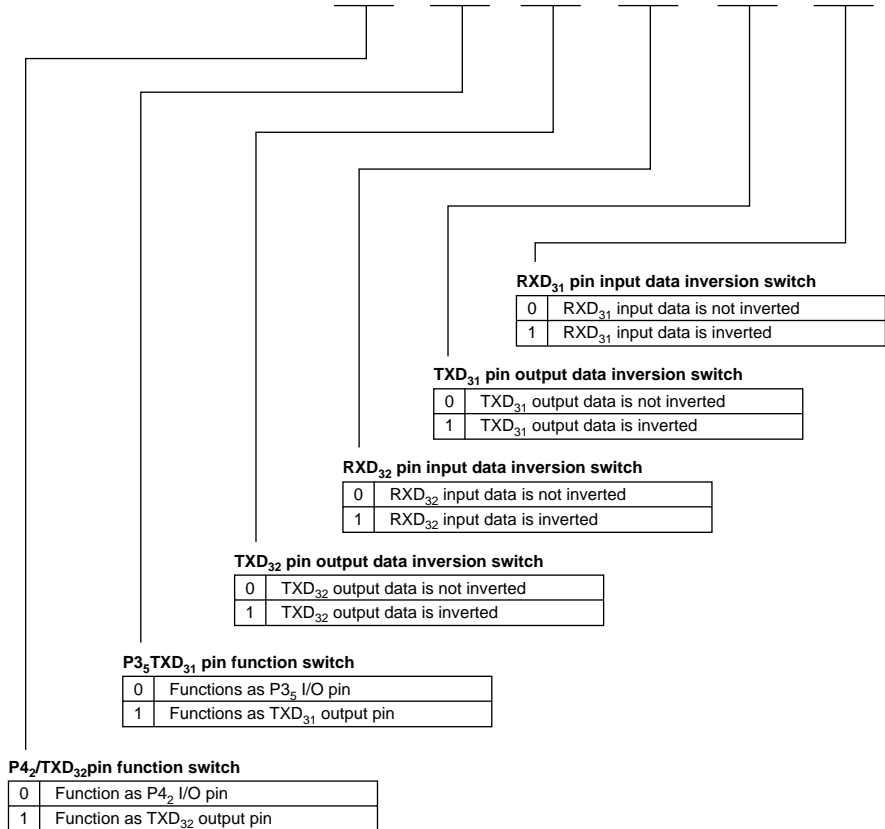 RXD₃₁ pin input data inversion switch
0 RXD₃₁ input data is not inverted
1 RXD₃₁ input data is inverted
TXD₃₁ pin output data inversion switch
0 TXD₃₁ output data is not inverted
1 TXD₃₁ output data is inverted
RXD₃₂ pin input data inversion switch
0 RXD₃₂ input data is not inverted
1 RXD₃₂ input data is inverted
TXD₃₂ pin output data inversion switch
0 TXD₃₂ output data is not inverted
1 TXD₃₂ output data is inverted
P3₅TXD₃₁ pin function switch
0 Functions as P3₅ I/O pin
1 Functions as TXD₃₁ output pin
P4₂/TXD₃₂pin function switch
0 Function as P4₂ I/O pin
1 Function as TXD₃₂ output pin